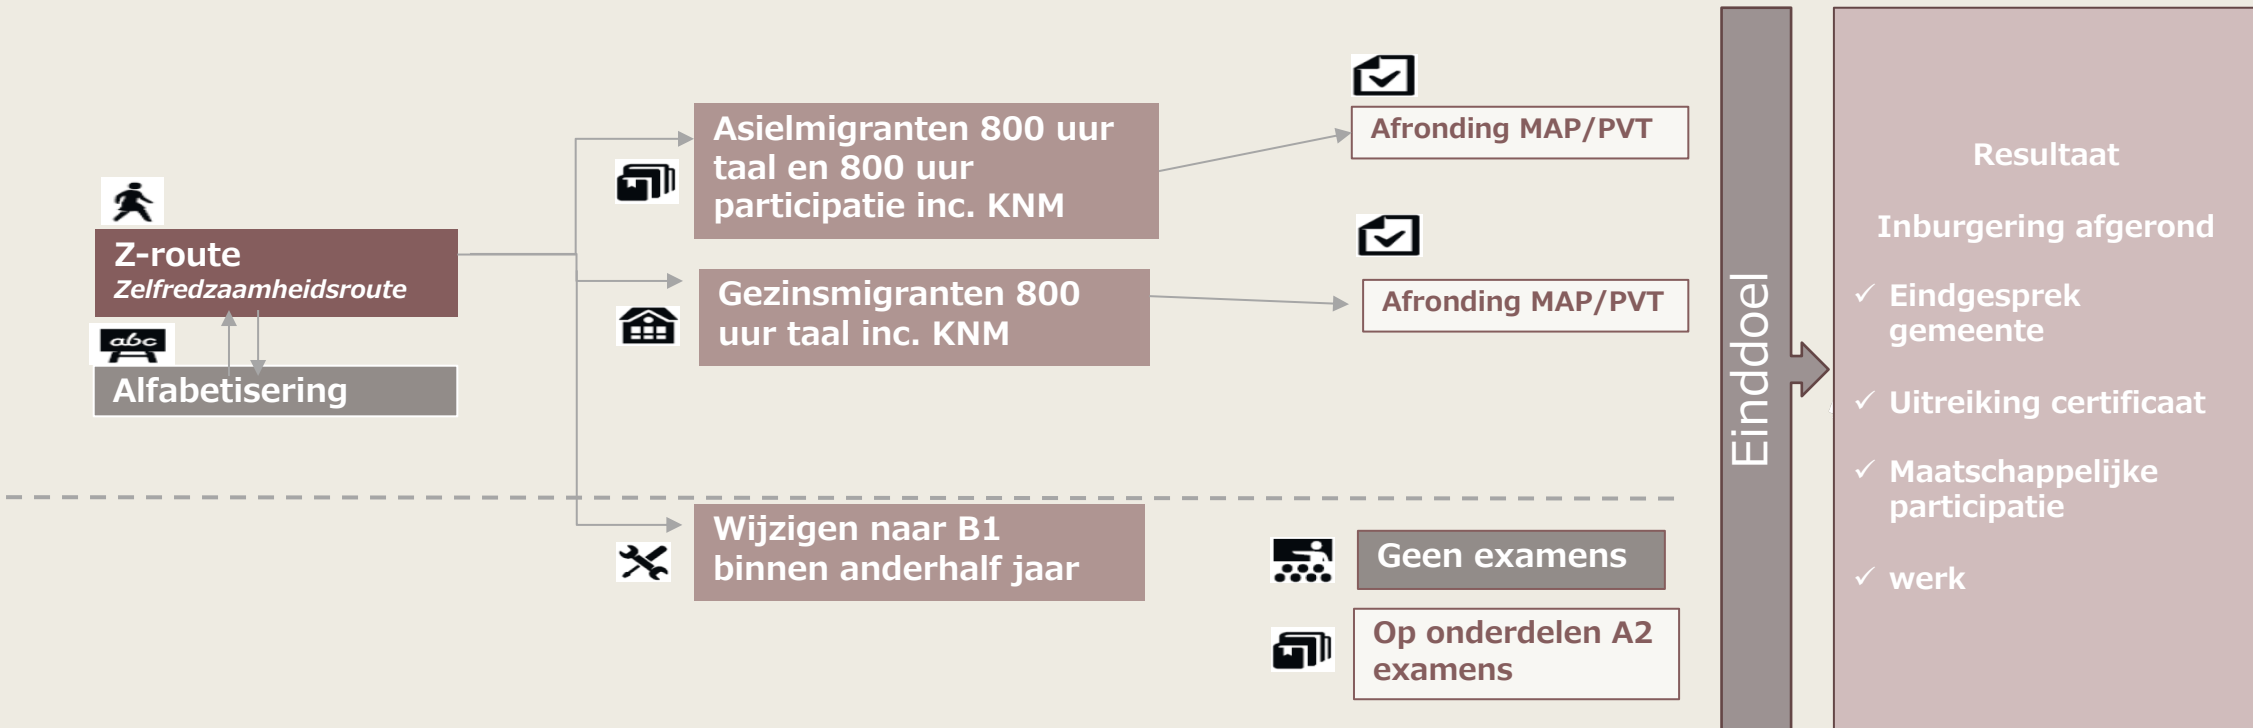 Z-route
Zelfredzaamheidsroute
abc
Alfabetisering
Asielmigranten 800 uur
taal en 800 uur
participatie inc. KNM
Gezinsmigranten 800
uur taal inc. KNM
Wijzigen naar B1
binnen anderhalf jaar
Afronding MAP/PVT
Afronding MAP/PVT
Geen examens
Op onderdelen A2
examens
Einddoel
Resultaat
Inburgering afgerond
✓ Eindgesprek
gemeente
✓ Uitreiking certificaat
✓ Maatschappelijke
participatie
✓ werk